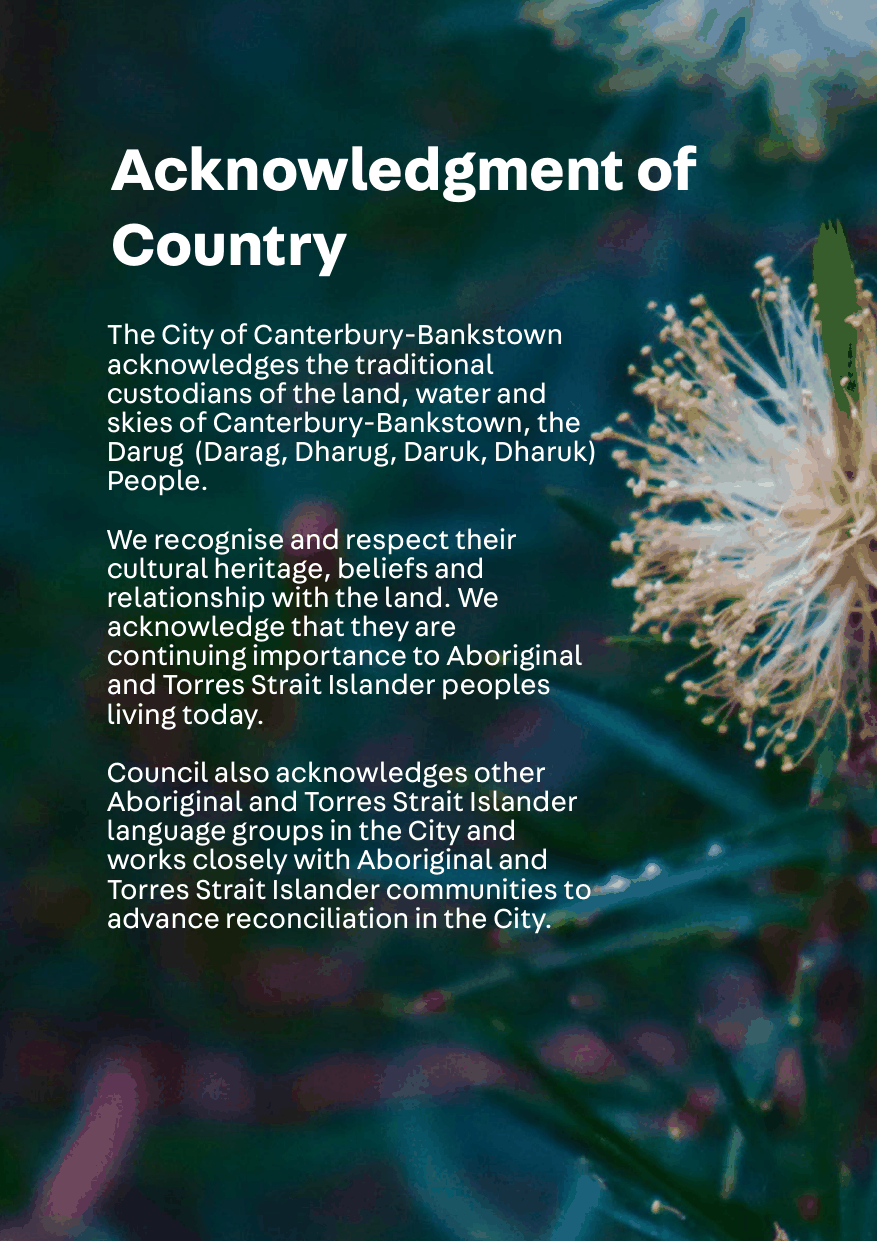 Acknowledgment of
Country
The City of Canterbury-Bankstown
acknowledges the traditional
custodians of the land, water and
skies of Canterbury-Bankstown, the
Darug (Darag, Dharug, Daruk, Dharuk)
People.
We recognise and respect their
cultural heritage, beliefs and
relationship with the land. We
acknowledge that they are
continuing importance to Aboriginal
and Torres Strait Islander peoples
living today.
Council also acknowledges other
Aboriginal and Torres Strait Islander
language groups in the City and
works closely with Aboriginal and
Torres Strait Islander communities to
advance reconciliation in the City.